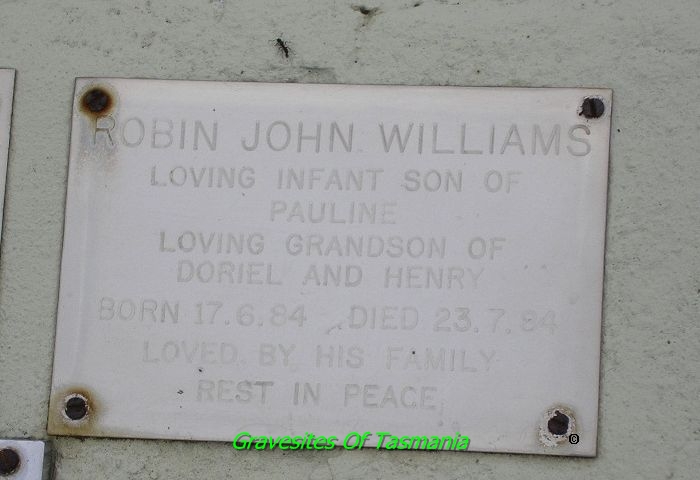 ROBIN JOHN WILLIAMS
LOVING INFANT SON OF
PAULINE
LOVING GRANDSON OF
DORIEL AND HENRY
BORN 17.6.84 DIED 23.7.84
LOVED BY HIS FAMILY
REST IN PEACE
Gravesites Of Tasmania ©